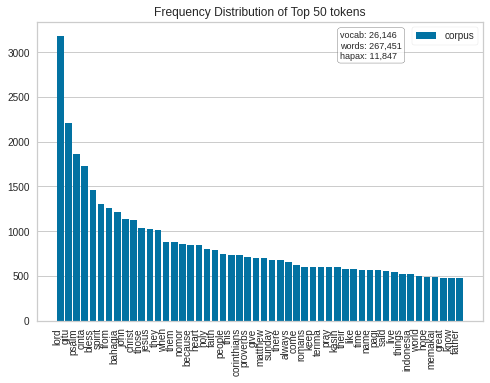 Frequency Distribution of Top 50 tokens
vocab: 26,146
words: 267,451
hapax: 11,847
corpus
3000
2500
2000
1500
1000
500
0
lord
gitu
psalm
cinta
bless
spirit
from
bahagia
john
christ
those
jesus
they
when
them
nomor
because
heart
holy
faith
people
this
corinthians
proverbs
give
matthew
sunday
there
always
come
romans
keep
terima
pray
kasih
their
like
time
name
pagi
said
live
things
indonesia
world
hope
memakai
great
know
father